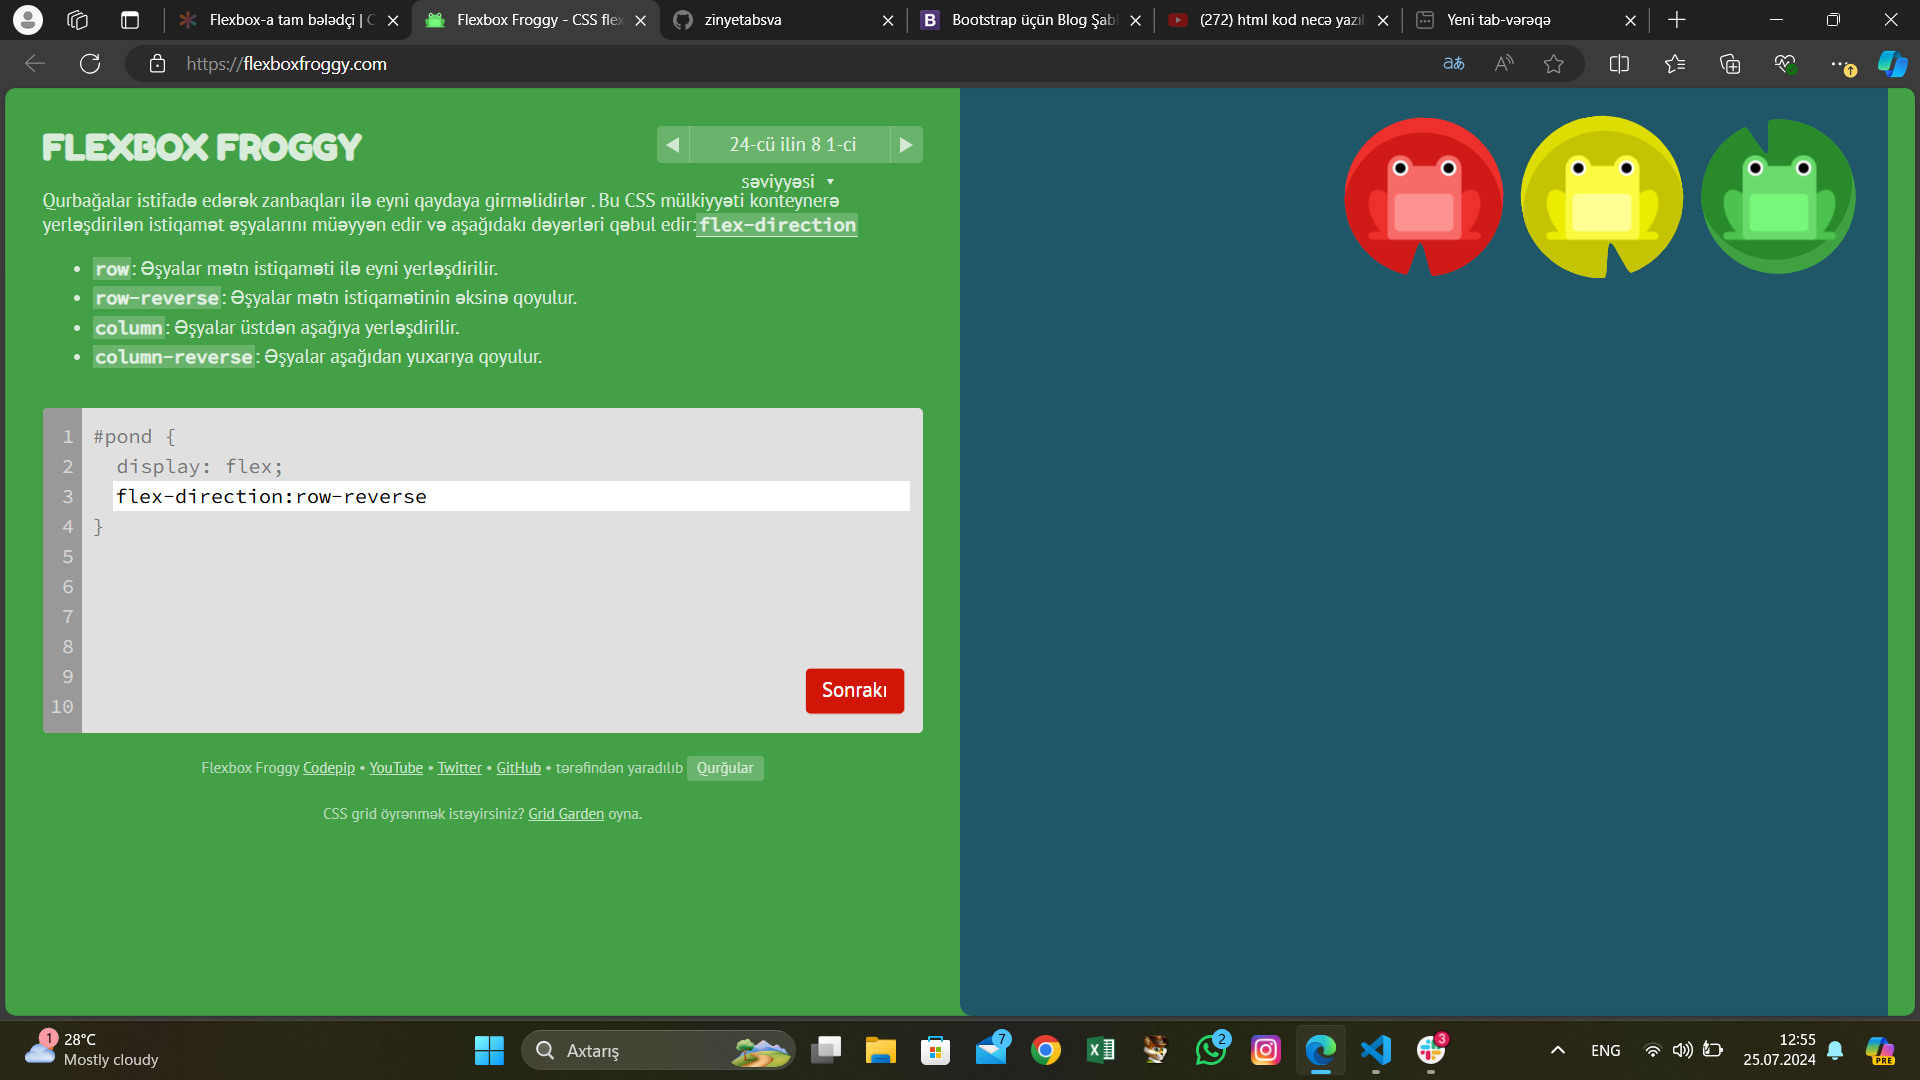 Flexbox-a tam bələdçi | C
Flexbox Froggy - CSS flex
zinyetabsva
Bootstrap üçün Blog Şabl
(272) html kod necə yazıl
Yeni tab-vərəqə
https://flexboxfroggy.com
FLEXBOX FROGGY
24-cü ilin 8 1-ci
səviyyəsi
Qurbağalar istifadə edərək zanbaqları ilə eyni qaydaya girməlidirlər . Bu CSS mülkiyyəti konteynerə
yerləşdirilən istiqamət əşyalarını müəyyən edir və aşağıdakı dəyərləri qəbul edir:flex-direction
• row: Əşyalar mətn istiqaməti ilə eyni yerləşdirilir.
• row-reverse: Əşyalar mətn istiqamətinin əksinə qoyulur.
• column: Əşyalar üstdən aşağıya yerləşdirilir.
• column-reverse: Əşyalar aşağıdan yuxarıya qoyulur.
1 #pond {
2 display: flex;
3 flex-direction:row-reverse
4 }
5
6
7
8
9
10
Sonrakı
Flexbox Froggy Codepip • YouTube • Twitter • GitHub • tərəfindən yaradılıb Qurğular
CSS grid öyrənmək istəyirsiniz? Grid Garden oyna.
1
28°C
Mostly cloudy
Axtarış
7
2
3
ENG
12:55
25.07.2024
PRE